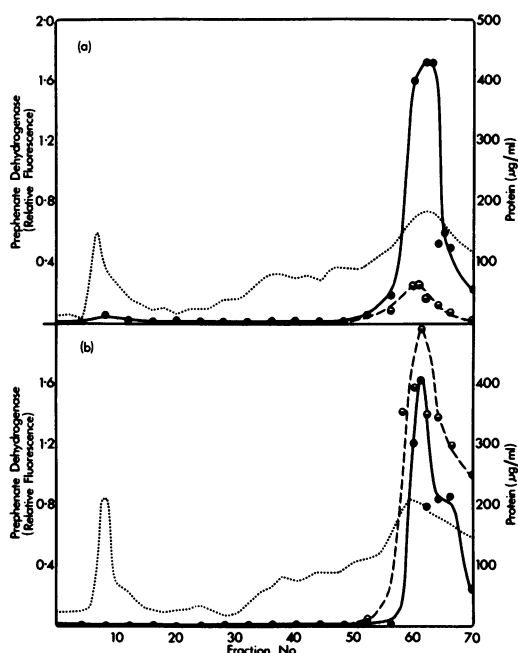 (a)
2·0
1·6
1·2
0·8
0·4
Prephenate Dehydrogenase
(Relative Fluorescence)
500
400
300
200
100
Protein (µg/ml)
(b)
1·6
1·2
0·8
0·4
Prephenate Dehydrogenase
(Relative Fluorescence)
400
300
200
100
Protein (µg/ml)
10 20 30 40 50 60 70
Fraction No